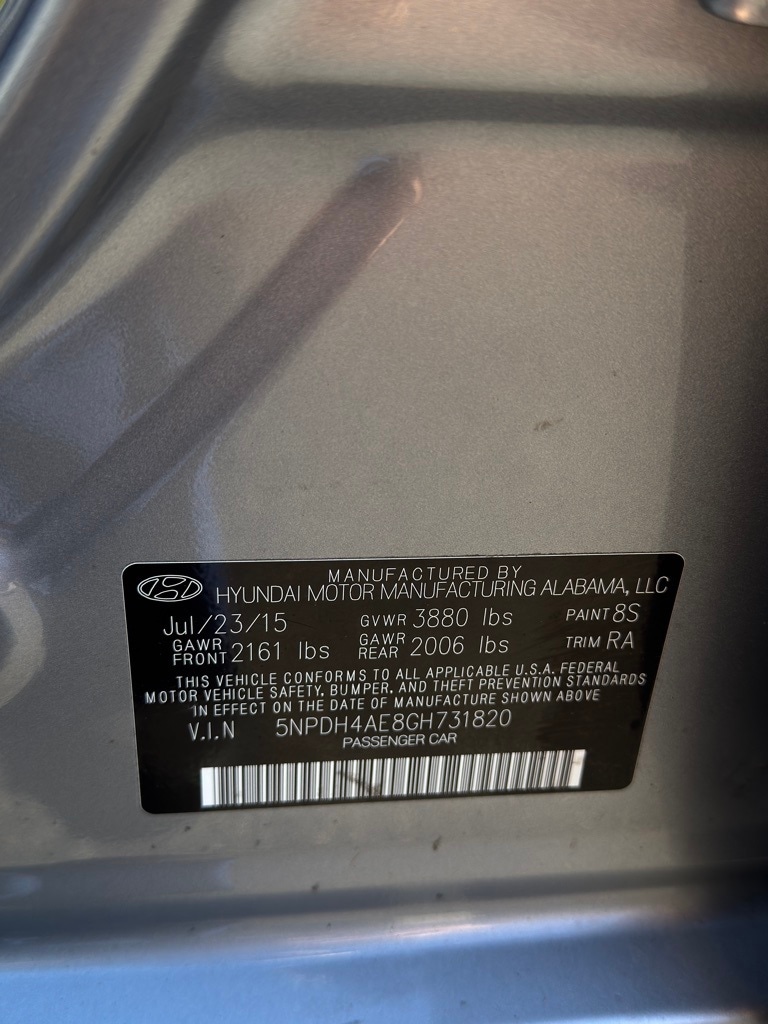 MANUFACTURED BY
HYUNDAI MOTOR MANUFACTURING ALABAMA, LLC
Jul/23/15 GVWR 3880 lbs PAINT 8S
GAWR FRONT 2161 lbs GAWR REAR 2006 lbs TRIM RA
THIS VEHICLE CONFORMS TO ALL APPLICABLE U.S.A. FEDERAL
MOTOR VEHICLE SAFETY, BUMPER, AND THEFT PREVENTION STANDARDS
IN EFFECT ON THE DATE OF MANUFACTURE SHOWN ABOVE
V.I.N 5NPDH4AE8GH731820
PASSENGER CAR